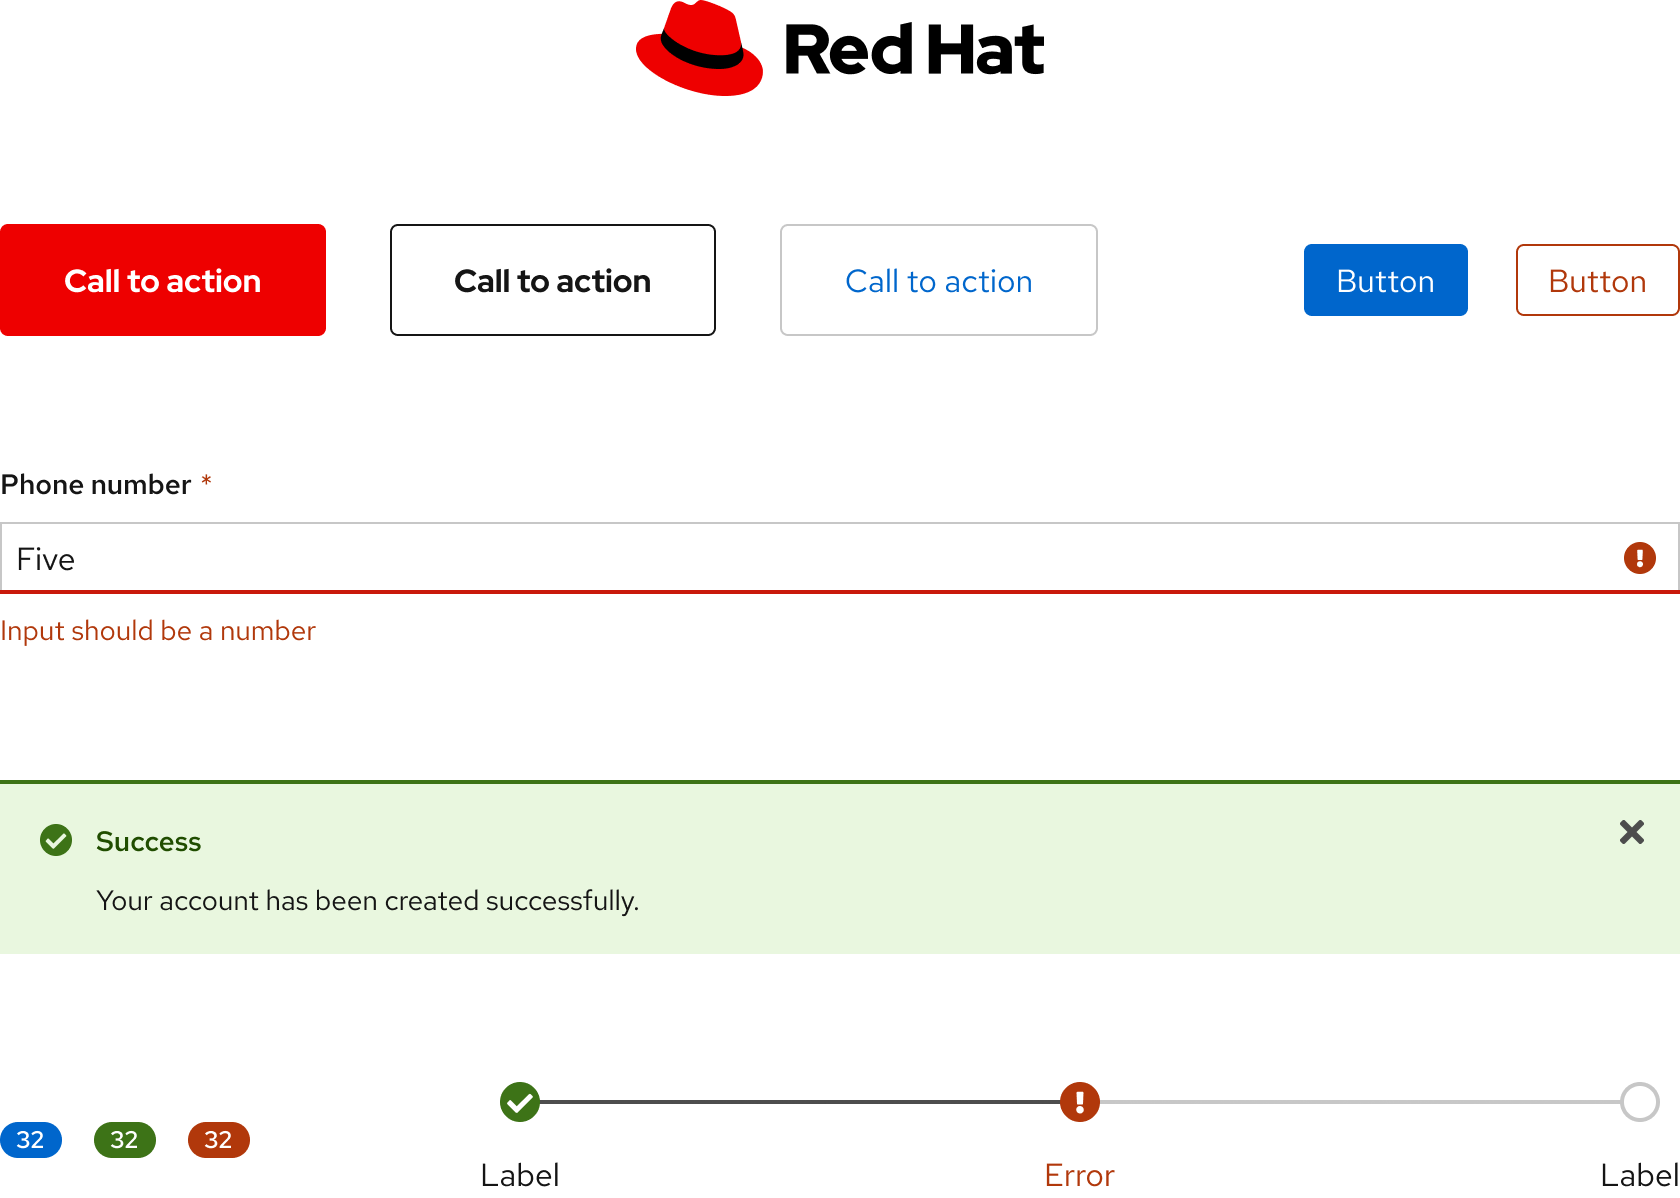 Red Hat
Call to action
Call to action
Call to action
Button
Button
Phone number *
Five
Input should be a number
Success
Your account has been created successfully.
32
32
32
Label
Error
Label